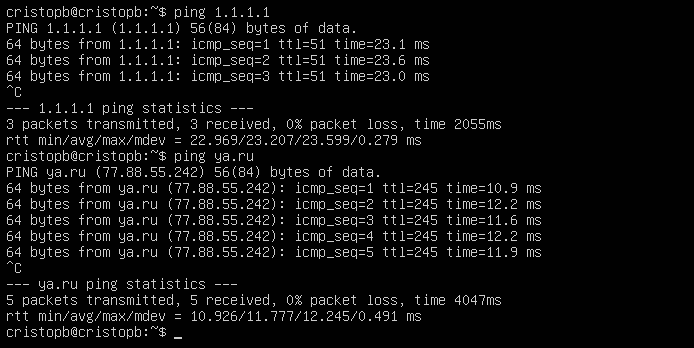 cristopb@cristopb:~$ ping 1.1.1.1
PING 1.1.1.1 (1.1.1.1) 56(84) bytes of data.
64 bytes from 1.1.1.1: icmp_seq=1 ttl=51 time=23.1 ms
64 bytes from 1.1.1.1: icmp_seq=2 ttl=51 time=23.6 ms
64 bytes from 1.1.1.1: icmp_seq=3 ttl=51 time=23.0 ms
^C
--- 1.1.1.1 ping statistics ---
3 packets transmitted, 3 received, 0% packet loss, time 2055ms
rtt min/avg/max/mdev = 22.969/23.207/23.599/0.279 ms
cristopb@cristopb:~$ ping ya.ru
PING ya.ru (77.88.55.242) 56(84) bytes of data.
64 bytes from ya.ru (77.88.55.242): icmp_seq=1 ttl=245 time=10.9 ms
64 bytes from ya.ru (77.88.55.242): icmp_seq=2 ttl=245 time=12.2 ms
64 bytes from ya.ru (77.88.55.242): icmp_seq=3 ttl=245 time=11.6 ms
64 bytes from ya.ru (77.88.55.242): icmp_seq=4 ttl=245 time=12.2 ms
64 bytes from ya.ru (77.88.55.242): icmp_seq=5 ttl=245 time=11.9 ms
^C
--- ya.ru ping statistics ---
5 packets transmitted, 5 received, 0% packet loss, time 4047ms
rtt min/avg/max/mdev = 10.926/11.777/12.245/0.491 ms
cristopb@cristopb:~$ _